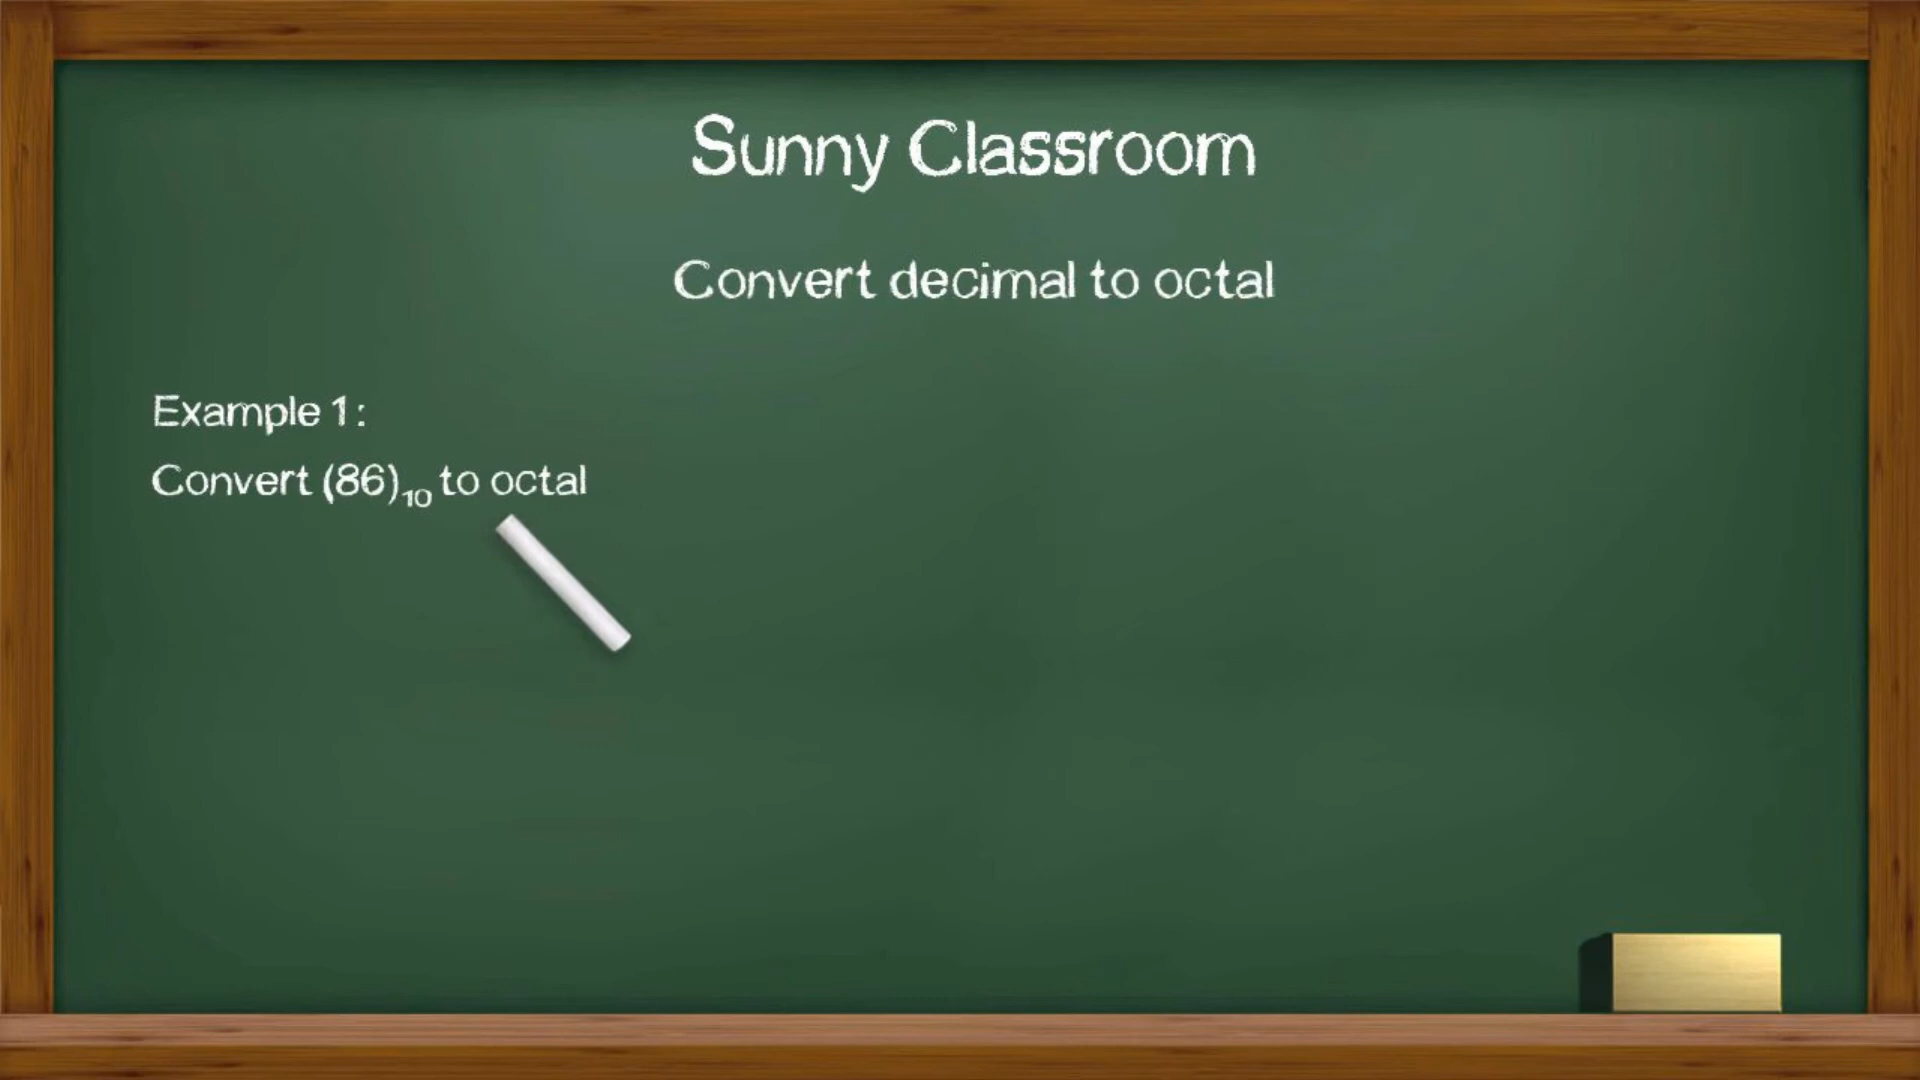 Sunny Classroom
Convert decimal to octal
Example 1:
Convert (86)₁₀ to octal